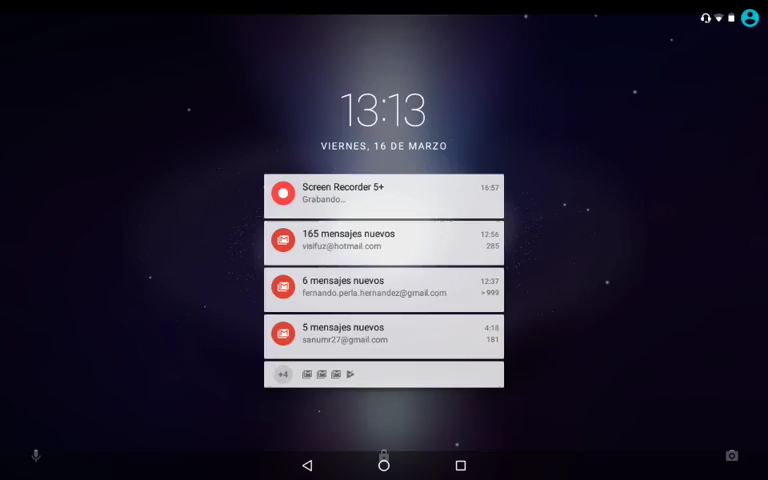 13:13
VIERNES, 16 DE MARZO
Screen Recorder 5+ 16:57
Grabando...
165 mensajes nuevos 12:56
visifuz@hotmail.com 285
6 mensajes nuevos 12:37
fernando.perla.hernandez@gmail.com >999
5 mensajes nuevos 4:18
sanumr27@gmail.com 181
+4